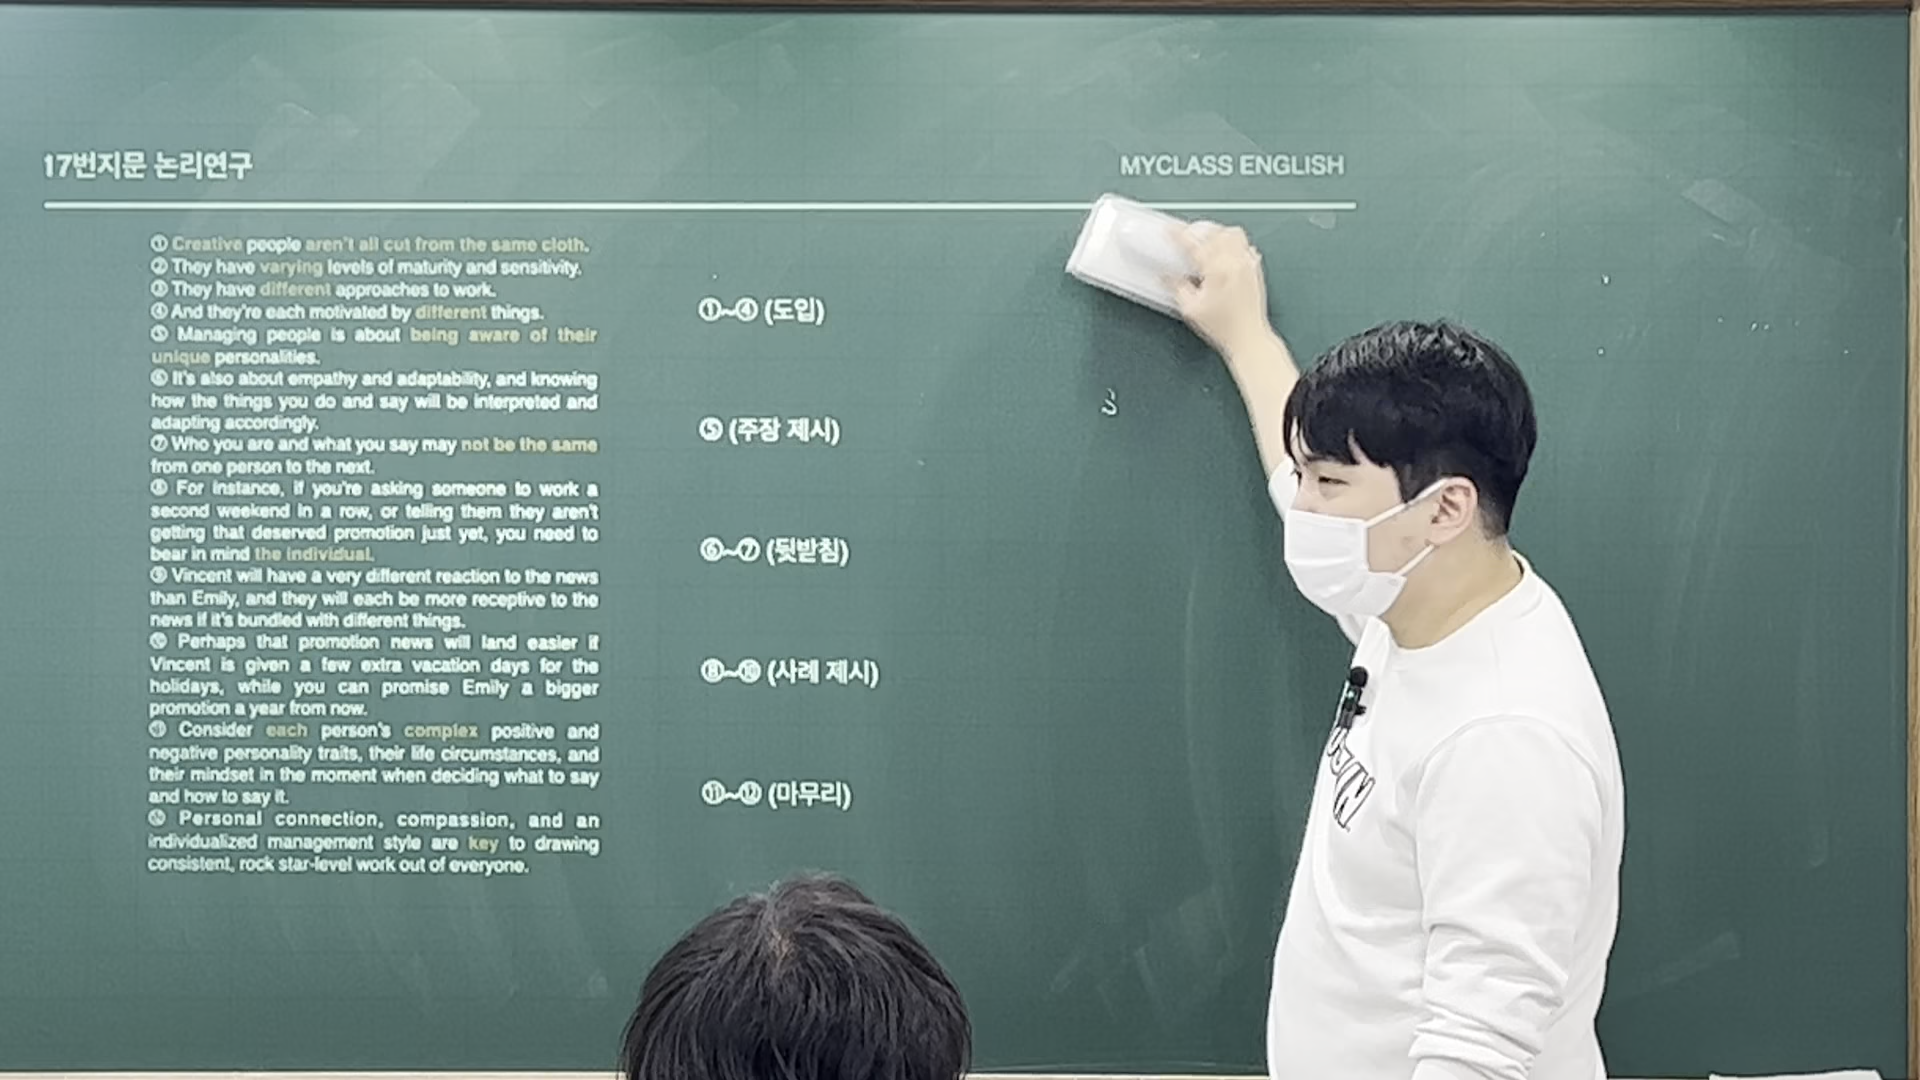 17번지문 논리연구
MYCLASS ENGLISH
① Creative people aren't all cut from the same cloth.
② They have varying levels of maturity and sensitivity.
③ They have different approaches to work.
④ And they're each motivated by different things.
⑤ Managing people is about being aware of their
unique personalities.
⑥ It's also about empathy and adaptability, and knowing
how the things you do and say will be interpreted and
adapting accordingly.
⑦ Who you are and what you say may not be the same
from one person to the next.
⑧ For instance, if you're asking someone to work a
second weekend in a row, or telling them they aren't
getting that deserved promotion just yet, you need to
bear in mind the individual.
⑨ Vincent will have a very different reaction to the news
than Emily, and they will each be more receptive to the
news if it's bundled with different things.
⑩ Perhaps that promotion news will land easier if
Vincent is given a few extra vacation days for the
holidays, while you can promise Emily a bigger
promotion a year from now.
⑪ Consider each person's complex positive and
negative personality traits, their life circumstances, and
their mindset in the moment when deciding what to say
and how to say it.
⑫ Personal connection, compassion, and an
individualized management style are key to drawing
consistent, rock star-level work out of everyone.
①~④ (도입)
⑤ (주장 제시)
⑥~⑦ (뒷받침)
⑧~⑩ (사례 제시)
⑪~⑫ (마무리)